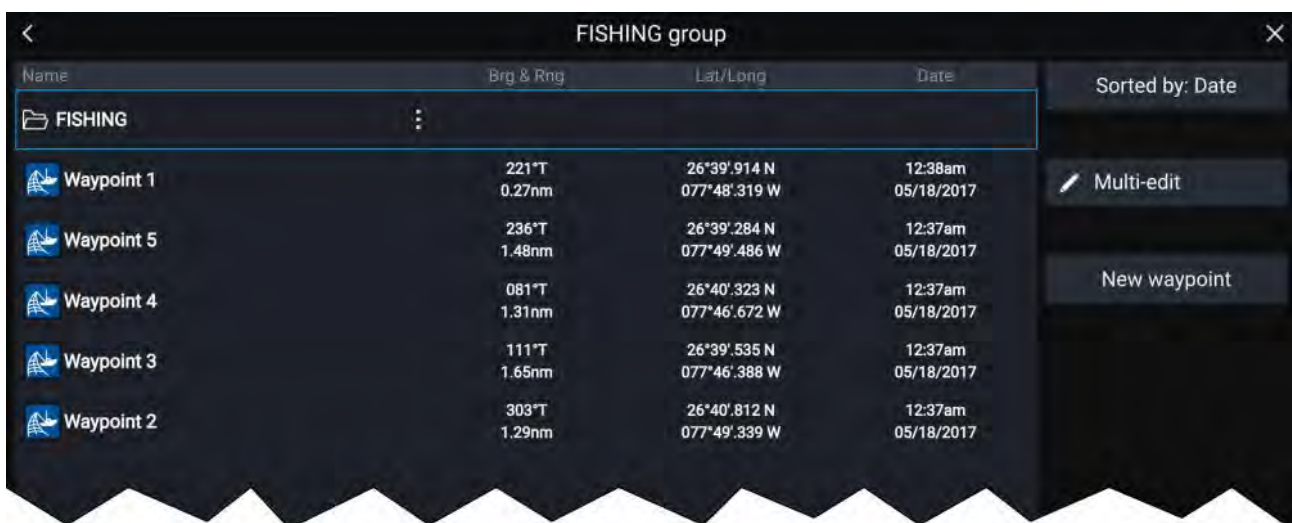 FISHING group
Name Brg & Rng Lat/Long Date
Sorted by: Date
FISHING
Waypoint 1 221°T 26°39'.914 N 12:38am
0.27nm 077°48'.319 W 05/18/2017
Multi-edit
Waypoint 5 236°T 26°39'.284 N 12:37am
1.48nm 077°49'.486 W 05/18/2017
New waypoint
Waypoint 4 081°T 26°40'.323 N 12:37am
1.31nm 077°46'.672 W 05/18/2017
Waypoint 3 111°T 26°39'.535 N 12:37am
1.65nm 077°46'.388 W 05/18/2017
Waypoint 2 303°T 26°40'.812 N 12:37am
1.29nm 077°49'.339 W 05/18/2017